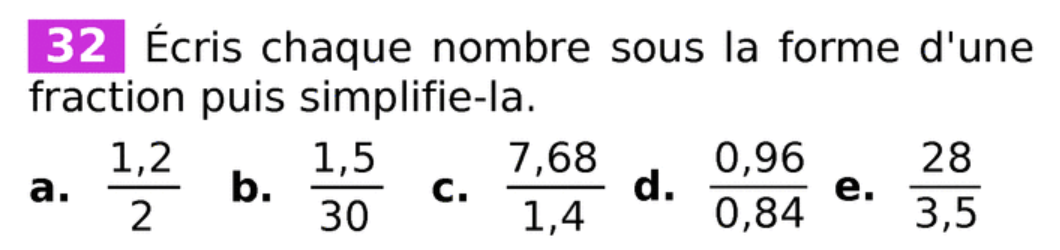 32 Écris chaque nombre sous la forme d'une
fraction puis simplifie-la.
a. 1,2/2 b. 1,5/30 c. 7,68/1,4 d. 0,96/0,84 e. 28/3,5